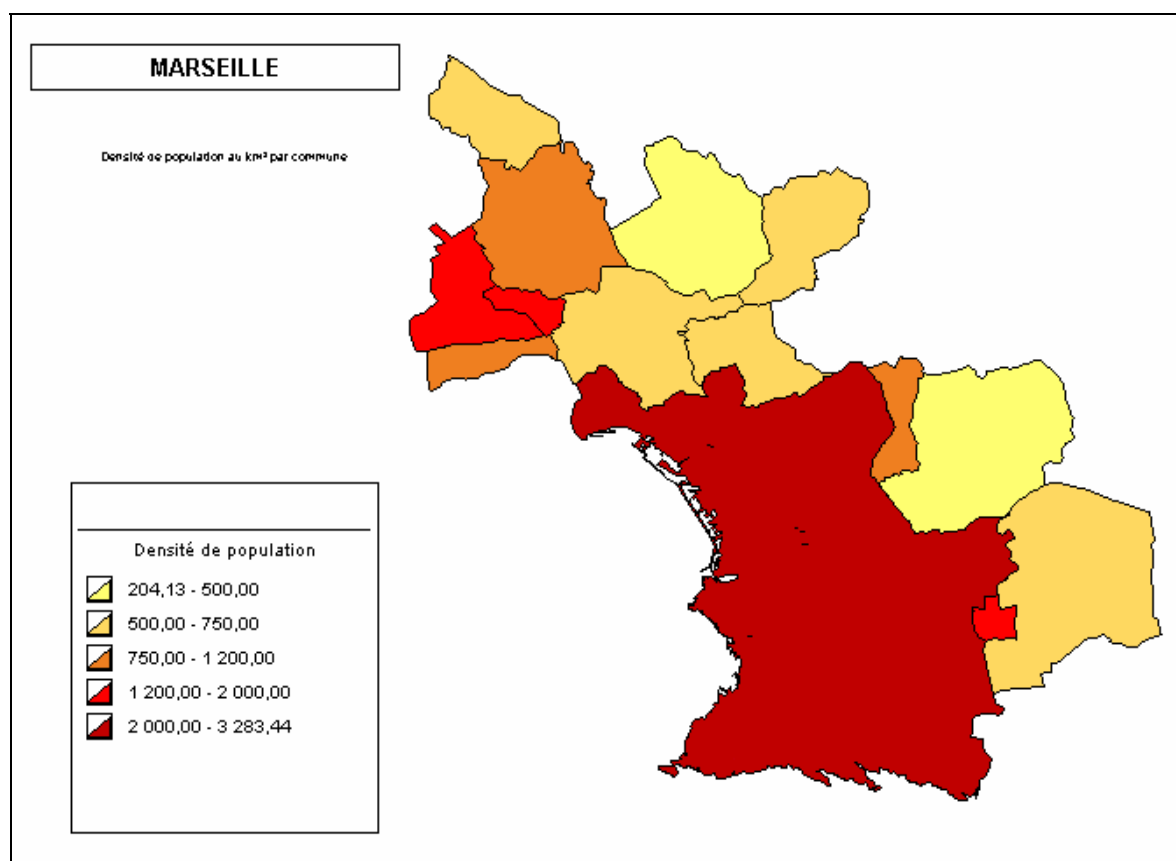 MARSEILLE
Densité de population au km² par commune
Densité de population
204,13 - 500,00
500,00 - 750,00
750,00 - 1 200,00
1 200,00 - 2 000,00
2 000,00 - 3 283,44